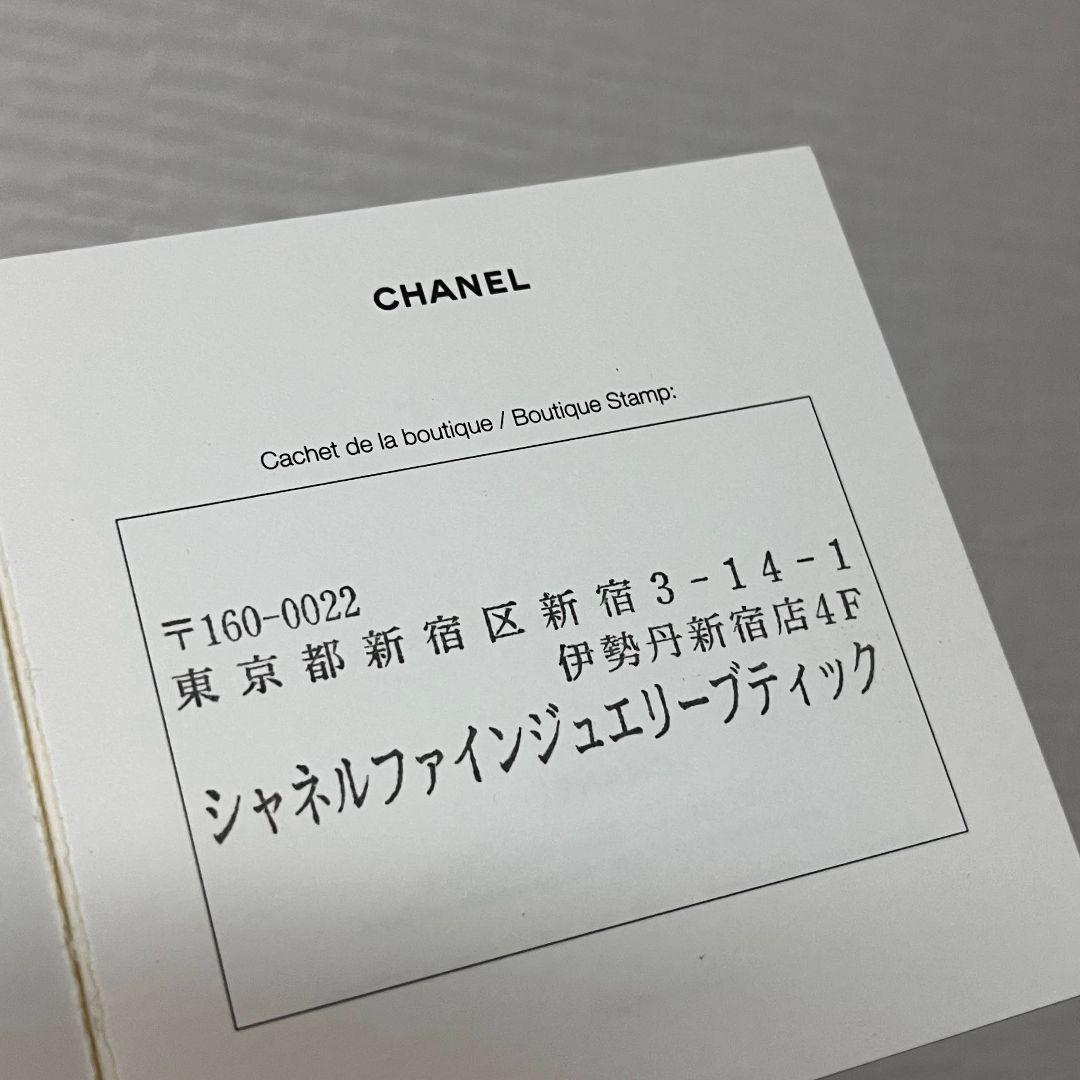 CHANEL
Cachet de la boutique / Boutique Stamp:
〒160-0022
東京都新宿区新宿3-14-1
伊勢丹新宿店4F
シャネルファインジュエリーブティック